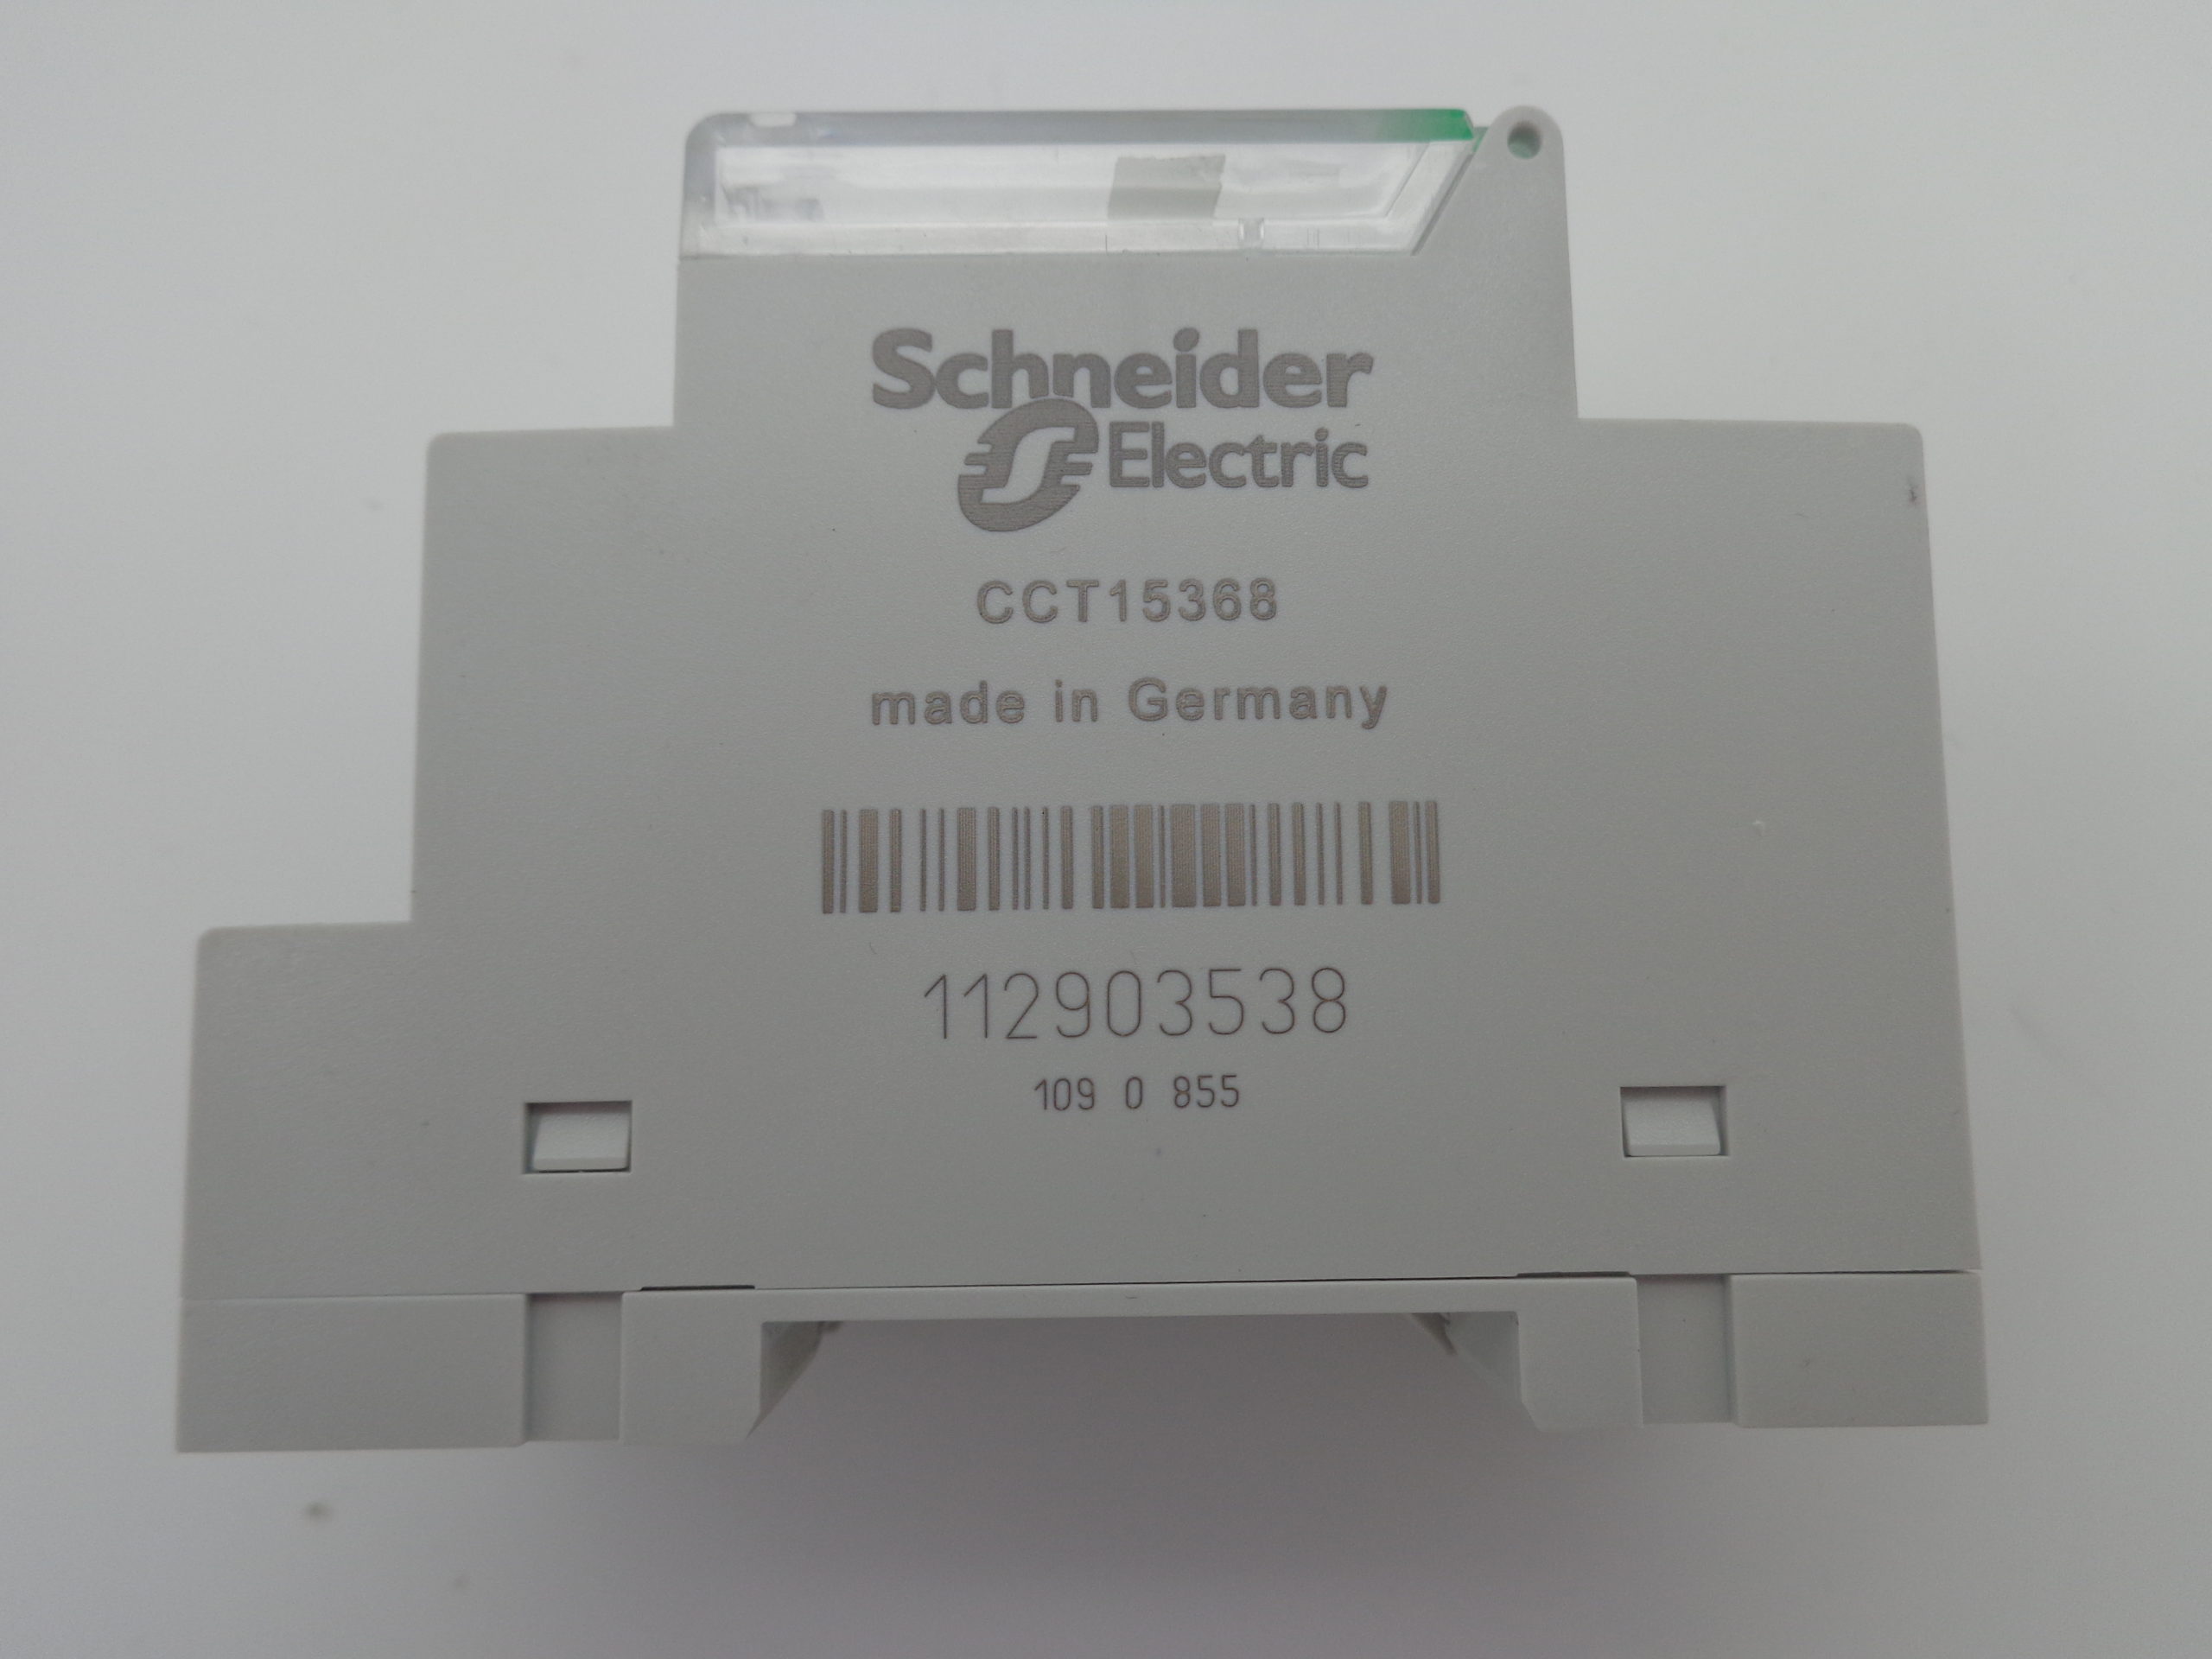 Schneider
Electric
CCT15368
made in Germany
112903538
109 0 855